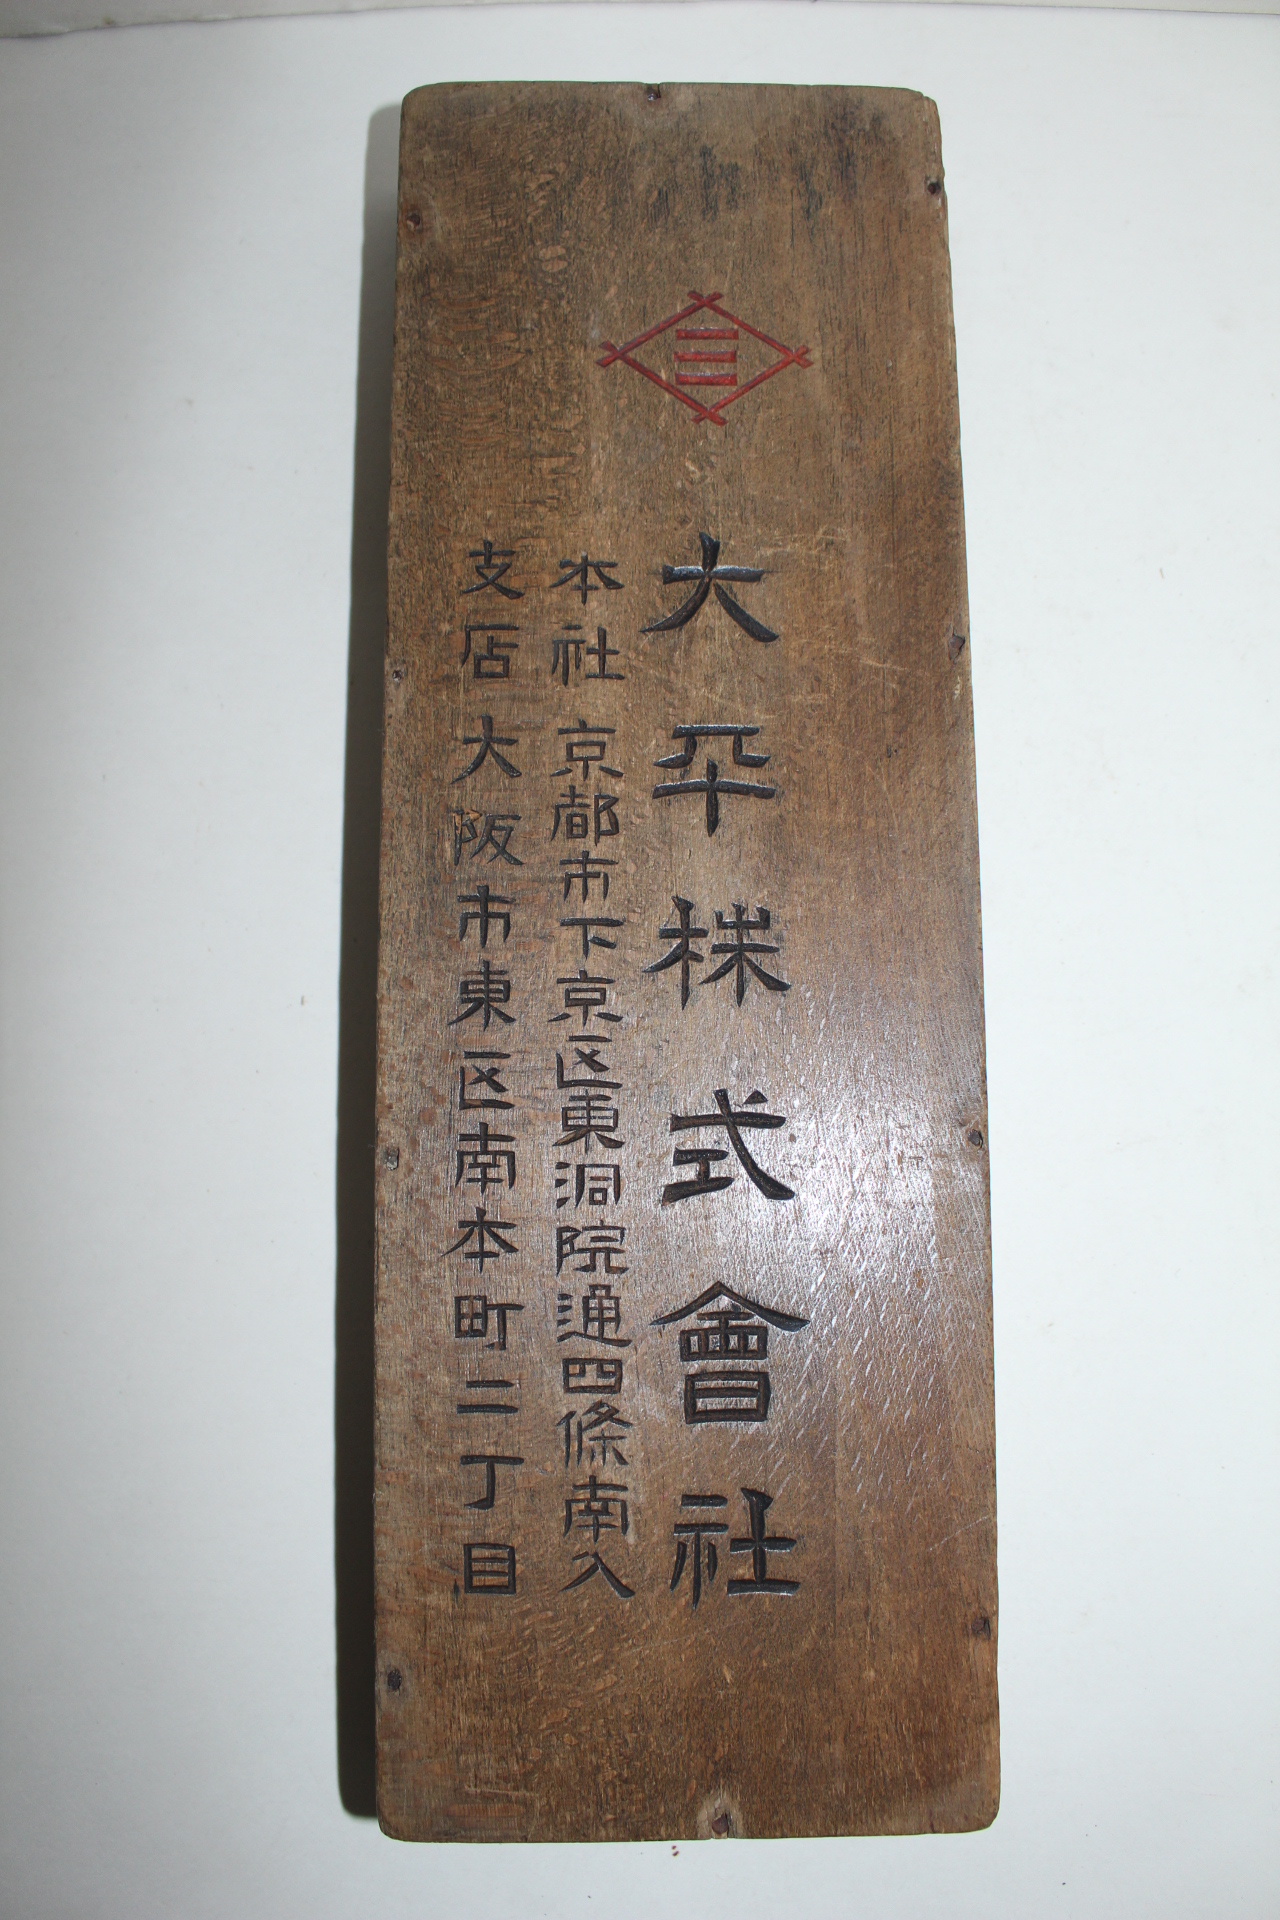 三
大平株式會社
本社 京都市下京区東洞院通四條南入
支店 大阪市東区南本町二丁目